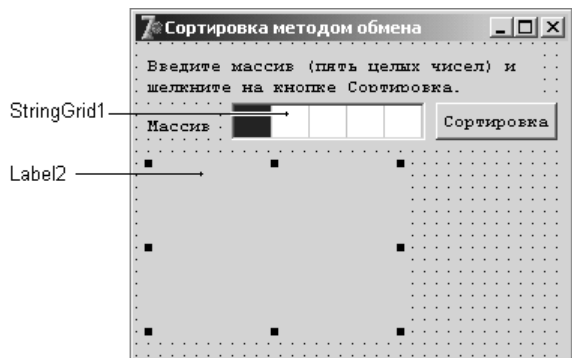 Сортировка методом обмена
Введите массив (пять целых чисел) и
щелкните на кнопке Сортировка.
StringGrid1
Массив
Сортировка
Label2